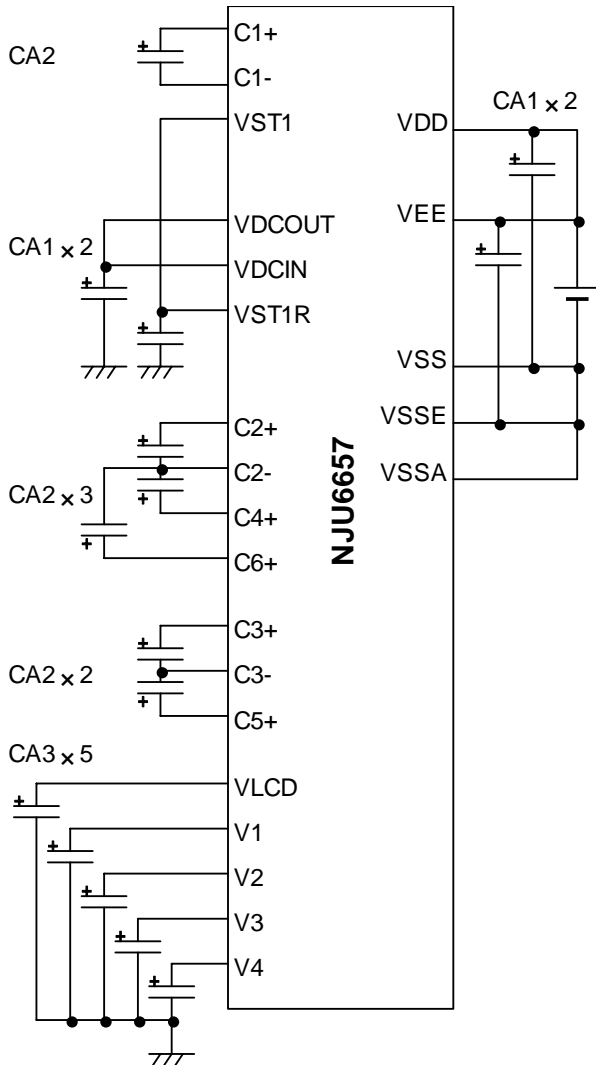 C1+
CA2
C1-
VST1
CA1 × 2
VDD
VDCOUT
VEE
CA1 × 2
VDCIN
VST1R
VSS
VSSE
C2+
C2-
VSSA
CA2 × 3
C4+
C6+
NJU6657
C3+
C3-
CA2 × 2
C5+
CA3 × 5
VLCD
V1
V2
V3
V4